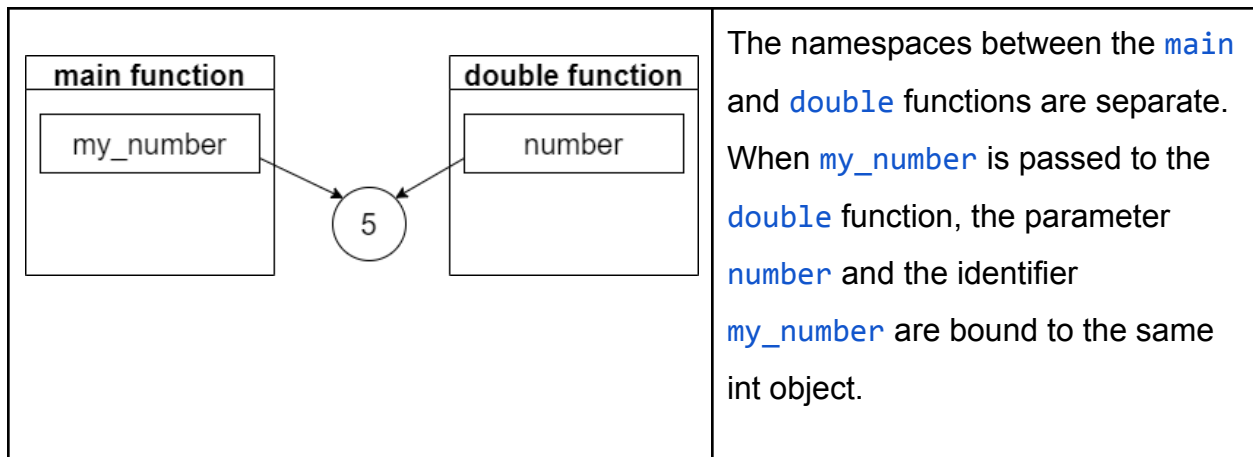 main function
my_number
double function
number
5
The namespaces between the main
and double functions are separate.
When my_number is passed to the
double function, the parameter
number and the identifier
my_number are bound to the same
int object.